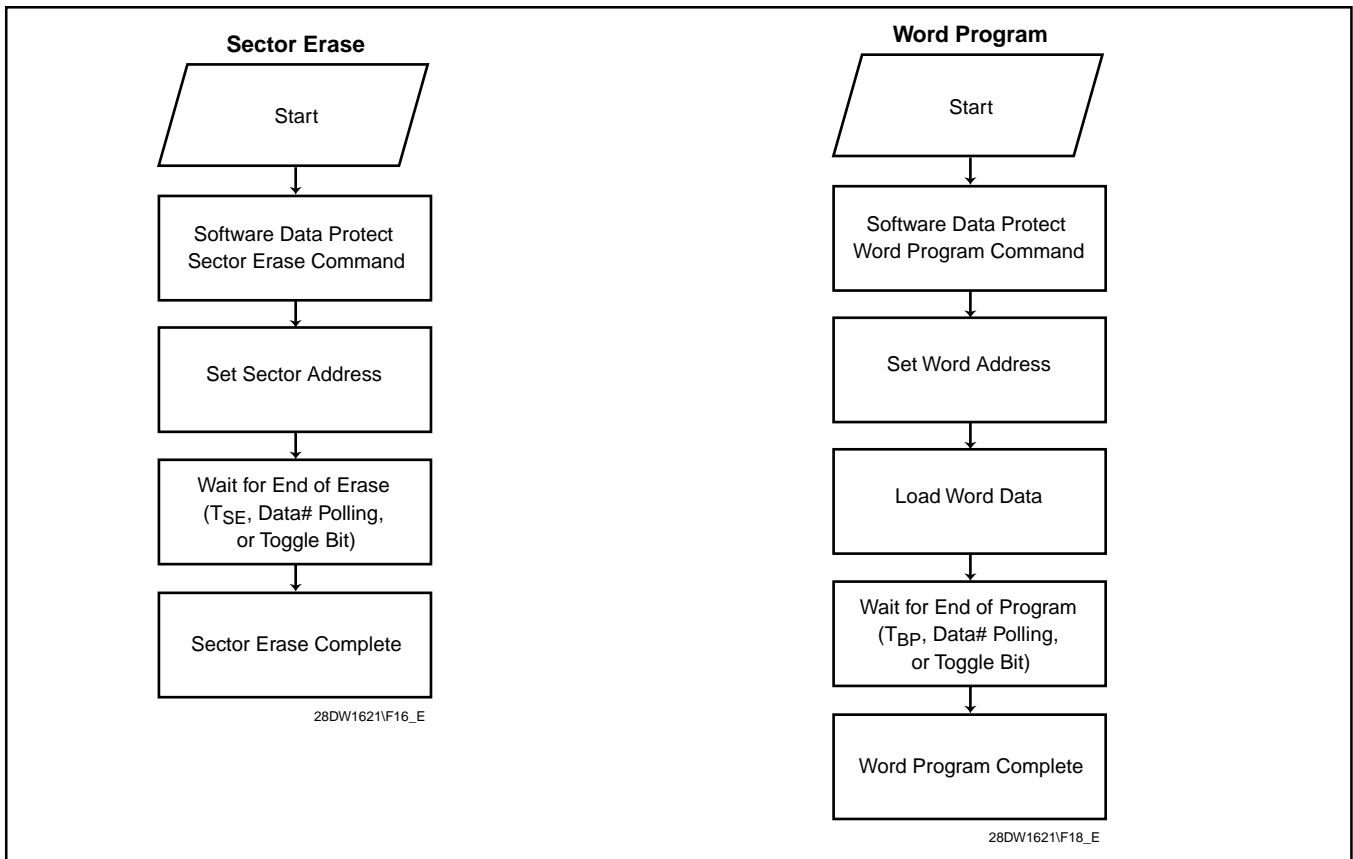 Sector Erase
Start
Software Data Protect
Sector Erase Command
Set Sector Address
Wait for End of Erase
(TSE, Data# Polling,
or Toggle Bit)
Sector Erase Complete
28DW1621\F16_E
Word Program
Start
Software Data Protect
Word Program Command
Set Word Address
Load Word Data
Wait for End of Program
(TBP, Data# Polling,
or Toggle Bit)
Word Program Complete
28DW1621\F18_E